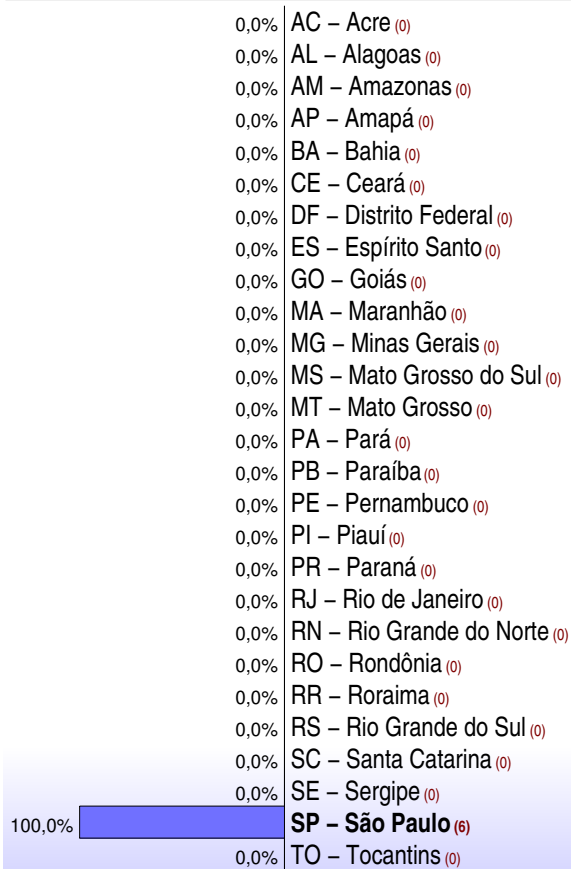 0,0% AC – Acre (0)
0,0% AL – Alagoas (0)
0,0% AM – Amazonas (0)
0,0% AP – Amapá (0)
0,0% BA – Bahia (0)
0,0% CE – Ceará (0)
0,0% DF – Distrito Federal (0)
0,0% ES – Espírito Santo (0)
0,0% GO – Goiás (0)
0,0% MA – Maranhão (0)
0,0% MG – Minas Gerais (0)
0,0% MS – Mato Grosso do Sul (0)
0,0% MT – Mato Grosso (0)
0,0% PA – Pará (0)
0,0% PB – Paraíba (0)
0,0% PE – Pernambuco (0)
0,0% PI – Piauí (0)
0,0% PR – Paraná (0)
0,0% RJ – Rio de Janeiro (0)
0,0% RN – Rio Grande do Norte (0)
0,0% RO – Rondônia (0)
0,0% RR – Roraima (0)
0,0% RS – Rio Grande do Sul (0)
0,0% SC – Santa Catarina (0)
0,0% SE – Sergipe (0)
100,0% SP – São Paulo (6)
0,0% TO – Tocantins (0)